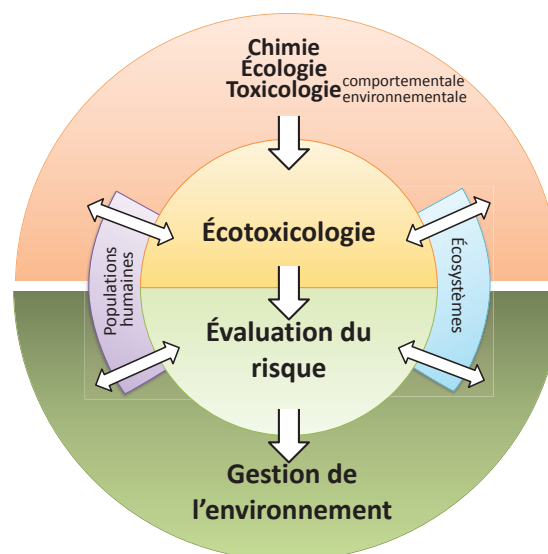 Chimie
Écologie
Toxicologie comportementale
environnementale
Écotoxicologie
Populations
humaines
Écosystèmes
Évaluation du
risque
Gestion de
l'environnement